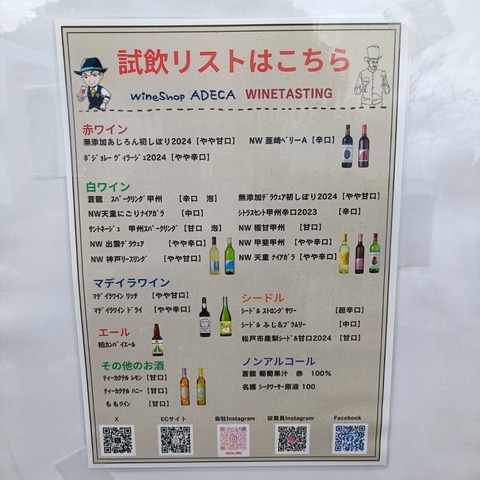 試飲リストはこちら
WineShop ADECA WINETASTING
赤ワイン
無添加あじろん初しぼり2024【やや甘口】 NW 韮崎ベリーA【辛口】
ボジョレー ヴィラージュ2024【やや辛口】
白ワイン
蒼龍 スパークリング甲州 【辛口 泡】 無添加デラウェア初しぼり2024【やや甘口】
NW天童にごりナイアガラ 【中口】 シトラスセント甲州辛口2023 【辛口】
サントネージュ 甲州スパークリング【甘口 泡】 NW 極甘甲州 【甘口】
NW 出雲デラウェア 【やや辛口】 NW 甲斐甲州 【やや辛口】
NW 神戸リースリング 【やや甘口】 NW 天童 ナイアガラ【やや辛口】
マデイラワイン
マデイラワイン リッチ 【やや甘口】
マデイラワイン ドライ 【やや辛口】
シードル
シードル ストロングサワー 【超辛口】
シードル ふじ&ブラムリー 【中口】
松戸市産梨シードル甘口2024【甘口】
エール
柏カンパイエール
その他のお酒
ティーカクテル レモン【甘口】
ティーカクテル ハニー【甘口】
ももワイン 【甘口】
ノンアルコール
蒼龍 葡萄果汁 赤 100%
名護 シークワーサー原液 100
X ECサイト 会社Instagram 従業員Instagram Facebook